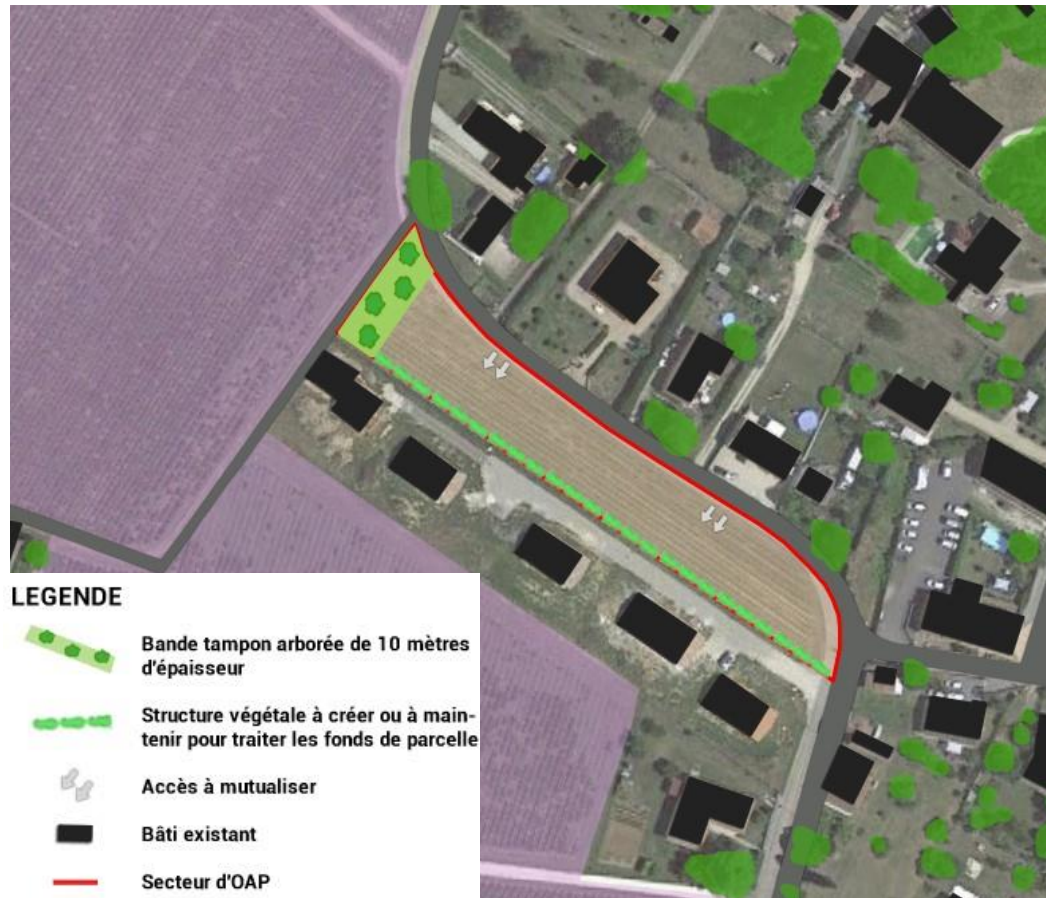 LEGENDE
Bande tampon arborée de 10 mètres
d'épaisseur
Structure végétale à créer ou à main-
tenir pour traiter les fonds de parcelle
Accès à mutualiser
Bâti existant
Secteur d'OAP